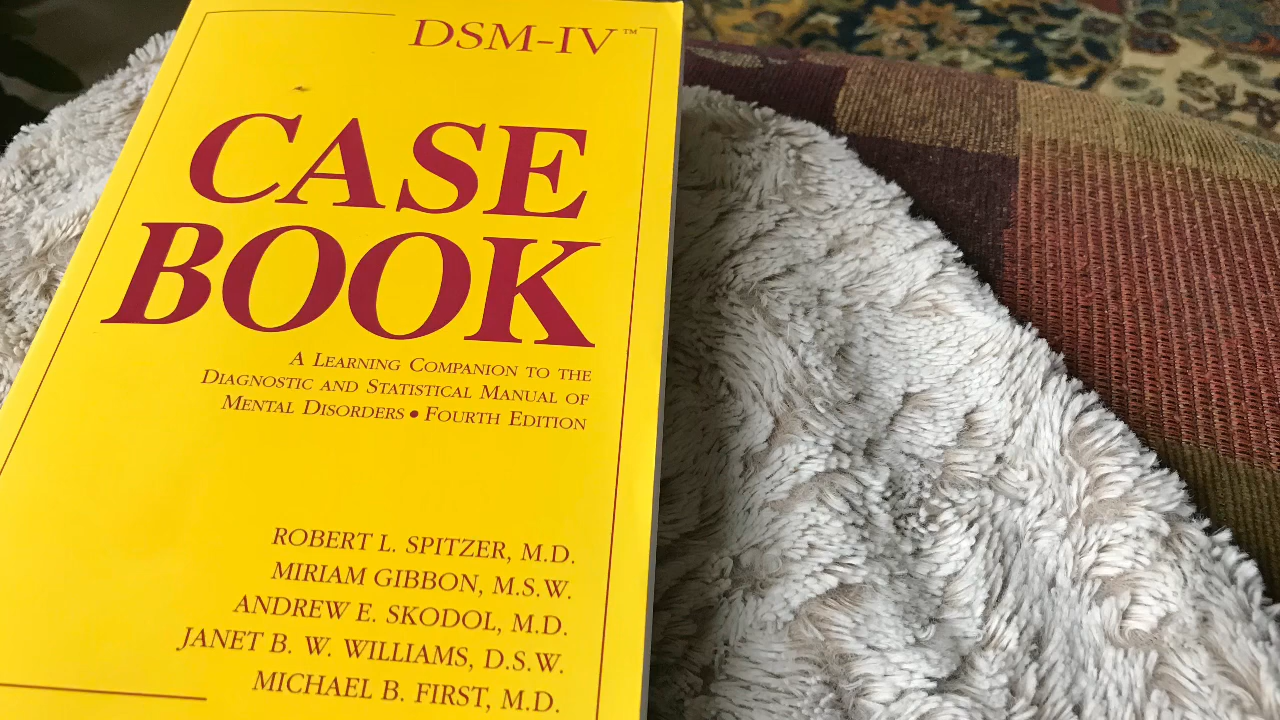 DSM-IV™
CASE
BOOK
A Learning Companion to the
Diagnostic and Statistical Manual of
Mental Disorders • Fourth Edition
ROBERT L. SPITZER, M.D.
MIRIAM GIBBON, M.S.W.
ANDREW E. SKODOL, M.D.
JANET B. W. WILLIAMS, D.S.W.
MICHAEL B. FIRST, M.D.